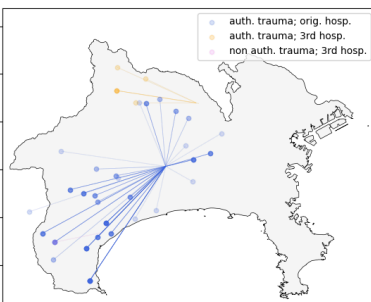 auth. trauma; orig. hosp.
auth. trauma; 3rd hosp.
non auth. trauma; 3rd hosp.